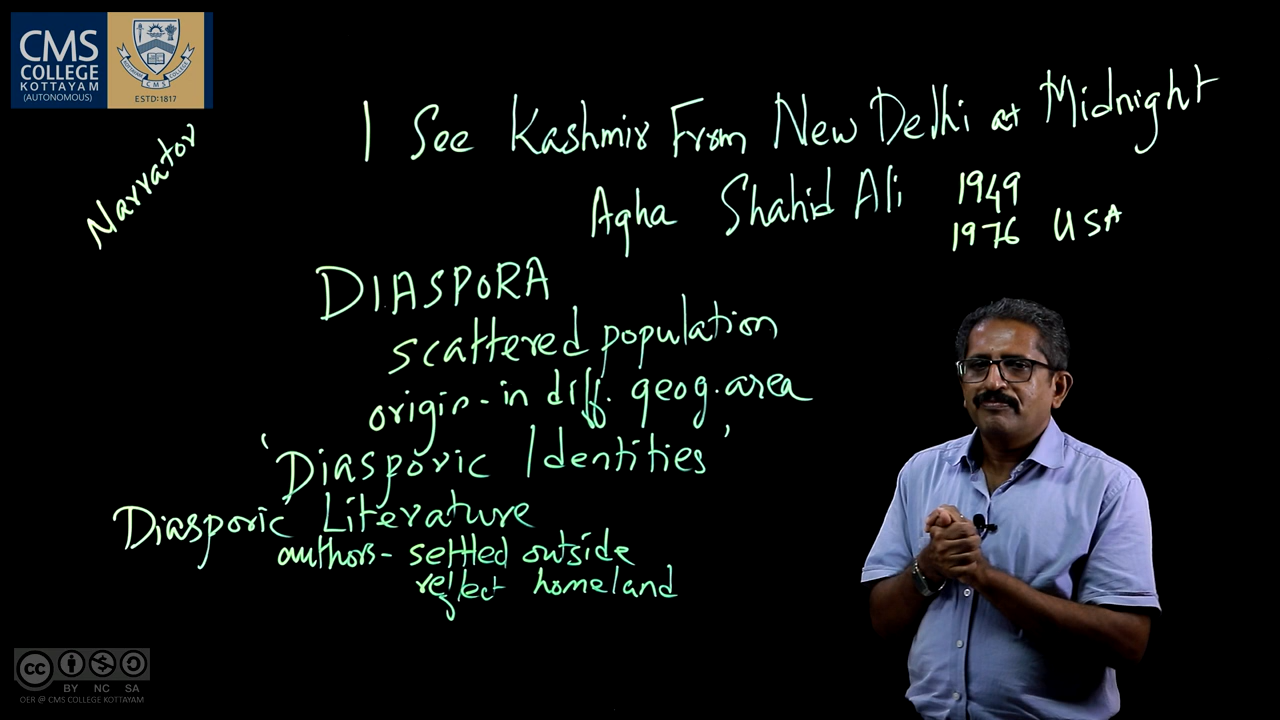 CMS
COLLEGE
KOTTAYAM
(AUTONOMOUS)
CMS
ESTD:1817
Narrator
I See Kashmir From New Delhi at Midnight
Agha Shahid Ali 1949
1976 USA
DIASPORA
scattered population
origin - in diff. geog. area
'Diasporic Identities'
Diasporic Literature
authors - settled outside
reflect homeland
cc
BY NC SA
OER @ CMS COLLEGE KOTTAYAM